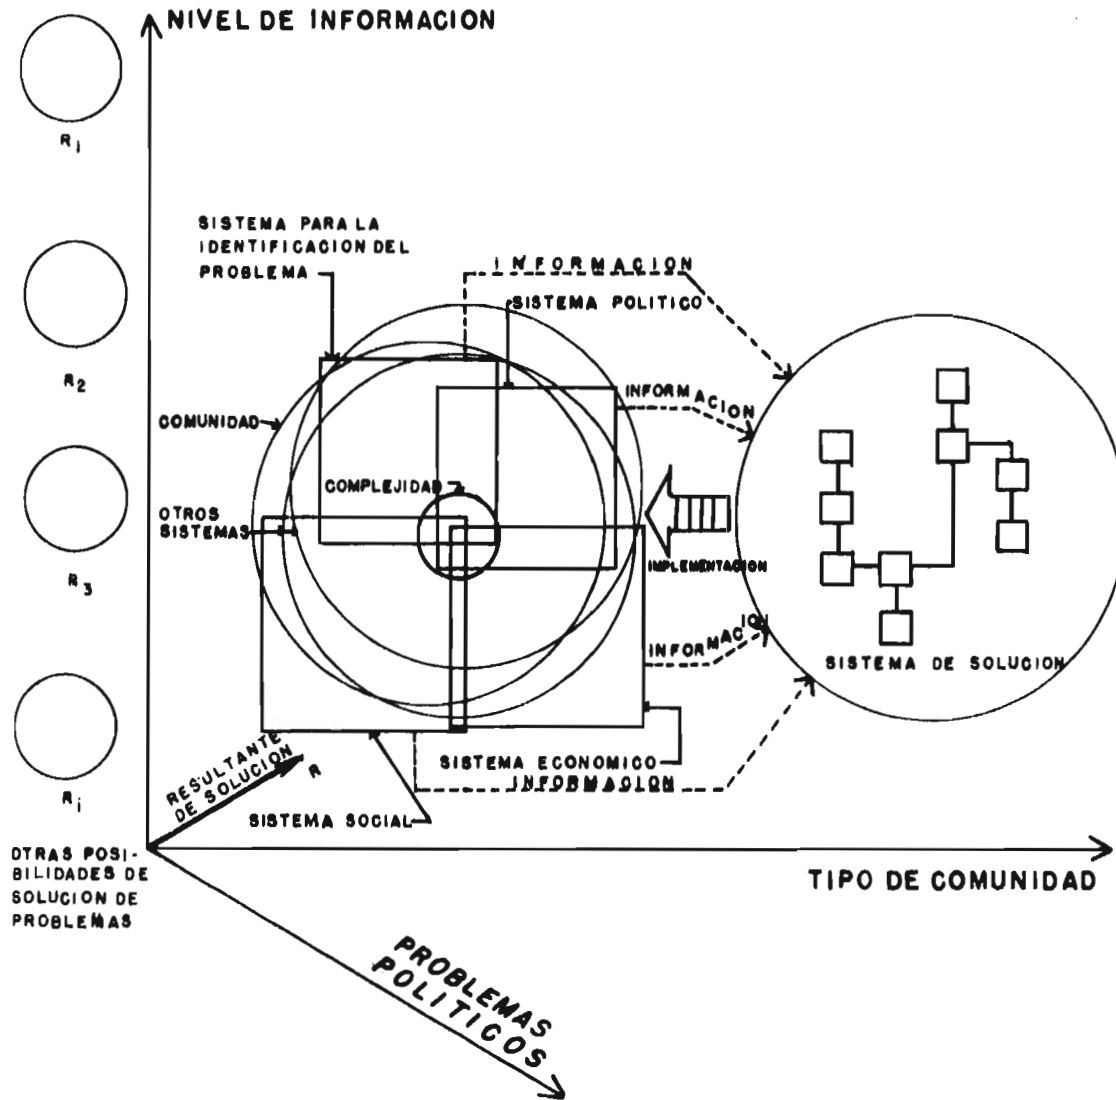 NIVEL DE INFORMACION
R1
SISTEMA PARA LA
IDENTIFICACION DEL
PROBLEMA
INFORMACION
SISTEMA POLITICO
R2
INFORMACION
COMUNIDAD
COMPLEJIDAD
OTROS
SISTEMAS
R3
IMPLEMENTACION
INFORMACION
SISTEMA DE SOLUCION
RESULTANTE
DE SOLUCION
R
SISTEMA ECONOMICO
INFORMACION
Ri
SISTEMA SOCIAL
OTRAS POSI-
BILIDADES DE
SOLUCION DE
PROBLEMAS
TIPO DE COMUNIDAD
PROBLEMAS
POLITICOS